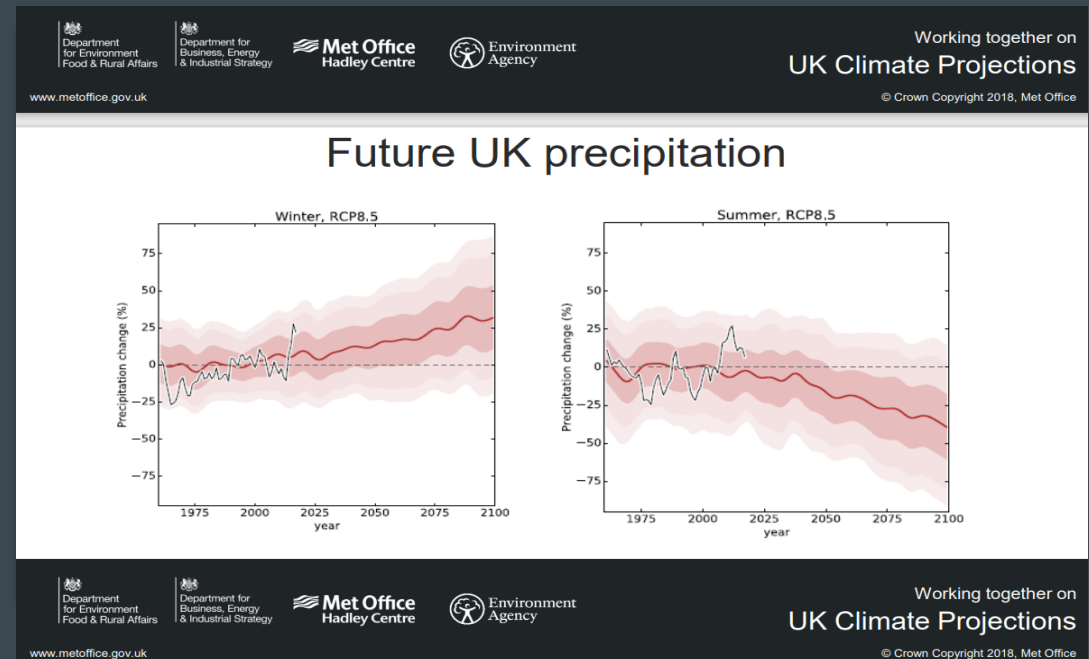 Department
for Environment
Food & Rural Affairs
Department for
Business, Energy
& Industrial Strategy
Met Office
Hadley Centre
Environment
Agency
Working together on
UK Climate Projections
www.metoffice.gov.uk
© Crown Copyright 2018, Met Office
Future UK precipitation
Winter, RCP8.5
Precipitation change (%)
75
50
25
0
−25
−50
−75
1975 2000 2025 2050 2075 2100
year
Summer, RCP8.5
Precipitation change (%)
75
50
25
0
−25
−50
−75
1975 2000 2025 2050 2075 2100
year
Department
for Environment
Food & Rural Affairs
Department for
Business, Energy
& Industrial Strategy
Met Office
Hadley Centre
Environment
Agency
Working together on
UK Climate Projections
www.metoffice.gov.uk
© Crown Copyright 2018, Met Office